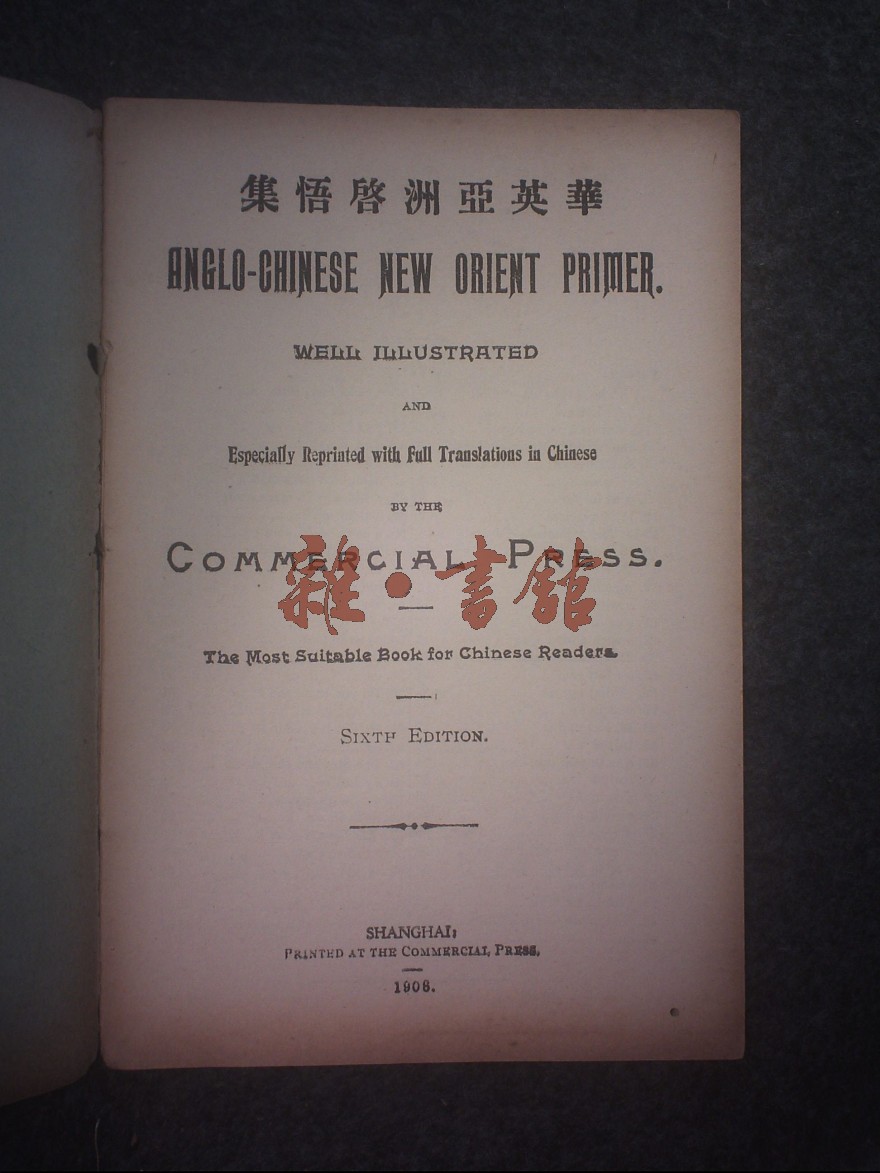 華英亞洲啓悟集
ANGLO-CHINESE NEW ORIENT PRIMER.
WELL ILLUSTRATED
AND
Especially Reprinted with Full Translations in Chinese
BY THE
COMMERCIAL PRESS.
雜·書館
The Most Suitable Book for Chinese Readers.
SIXTH EDITION.
SHANGHAI:
PRINTED AT THE COMMERCIAL PRESS.
1906.